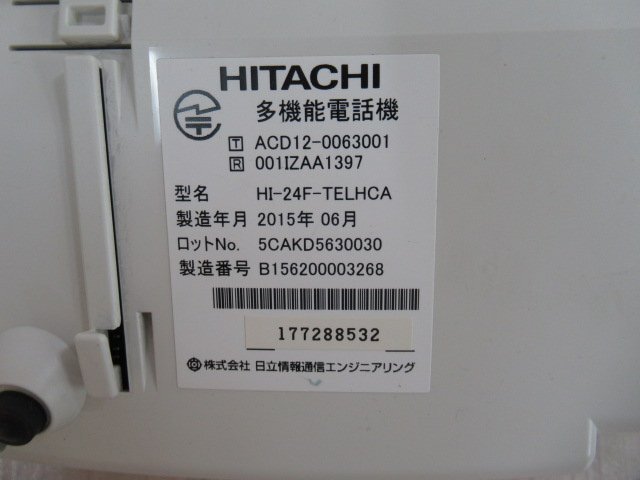 HITACHI
多機能電話機
T ACD12-0063001
R 001IZAA1397
型名 HI-24F-TELHCA
製造年月 2015年 06月
ロットNo. 5CAKD5630030
製造番号 B156200003268
177288532
株式会社 日立情報通信エンジニアリング